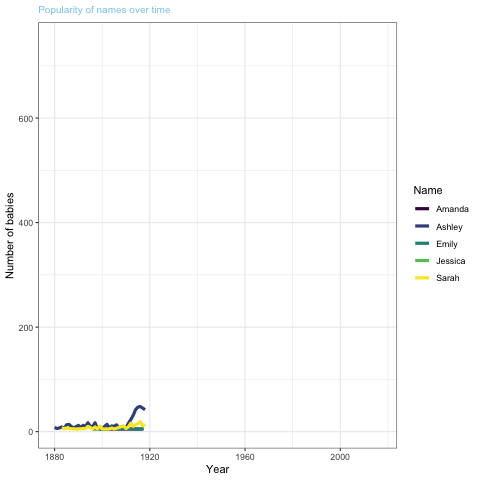 Popularity of names over time
Number of babies
600
400
200
0
1880
1920
1960
2000
Year
Name
Amanda
Ashley
Emily
Jessica
Sarah